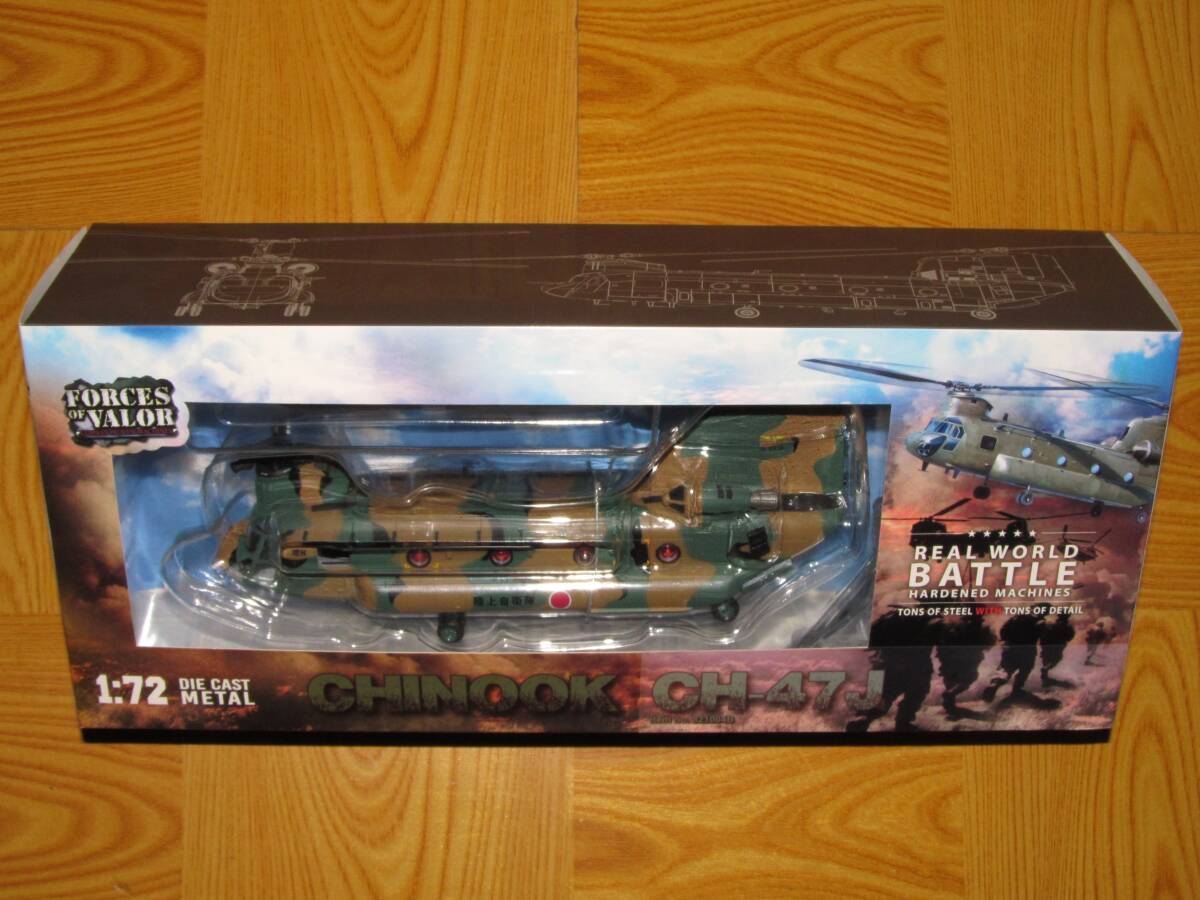 FORCES
OF VALOR
陸上自衛隊
★★★★★
REAL WORLD
BATTLE
HARDENED MACHINES
TONS OF STEEL WITH TONS OF DETAIL
1:72 DIE CAST METAL
CHINOOK CH-47J